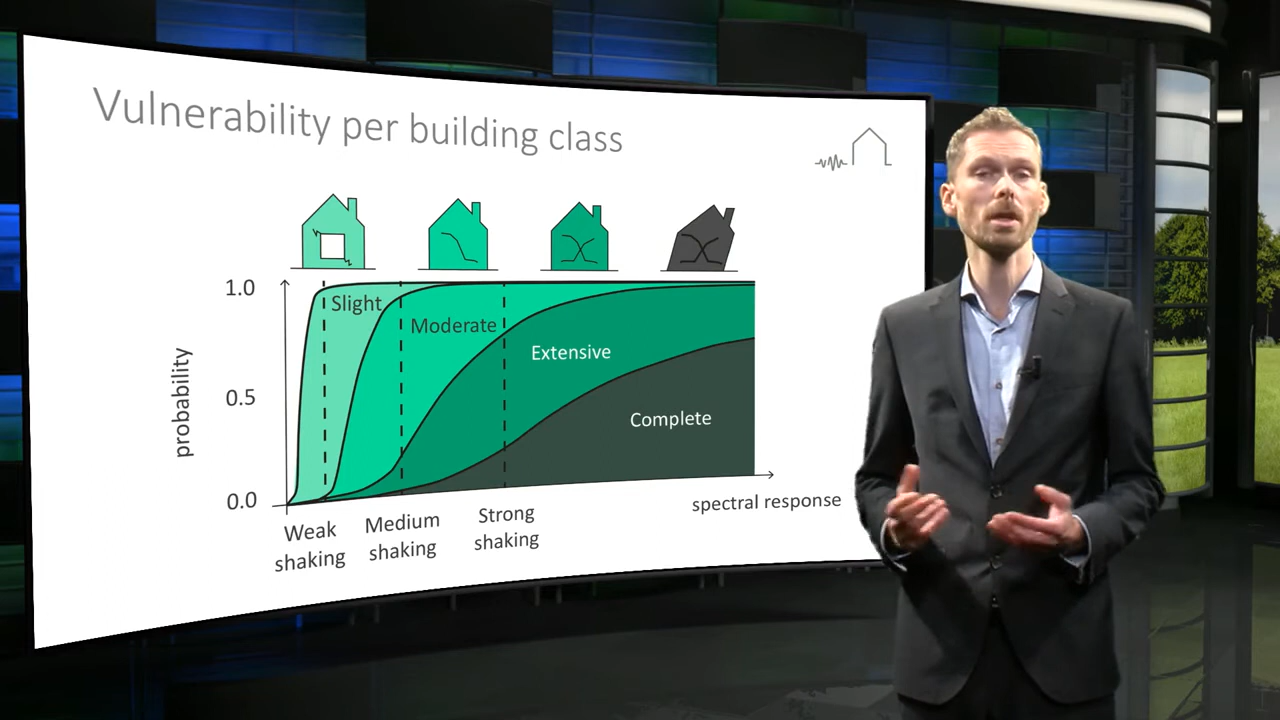 Vulnerability per building class
1.0
Slight
Moderate
Extensive
0.5
Complete
probability
0.0
Weak
shaking
Medium
shaking
Strong
shaking
spectral response